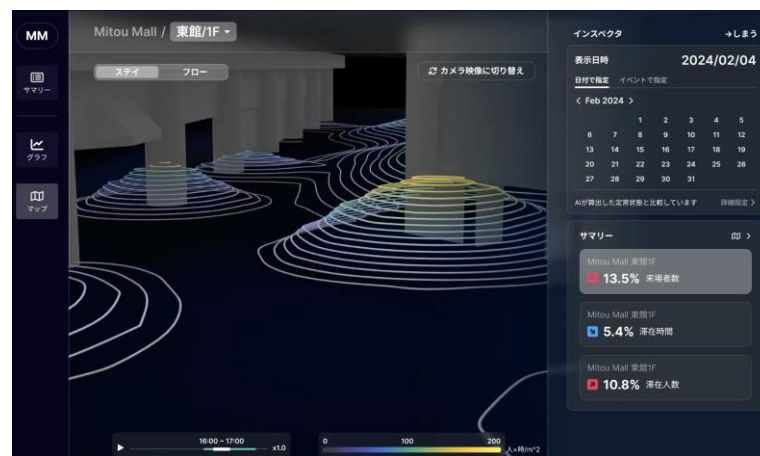 MM
サマリー
グラフ
マップ
Mitou Mall / 東館/1F
ステイ フロー
カメラ映像に切り替え
16:00 ~ 17:00
x1.0
0 100 200
人×時/m^2
インスペクタ →しまう
表示日時 2024/02/04
日付で指定 イベントで指定
< Feb 2024 >
1 2 3 4 5
6 7 8 9 10 11 12
13 14 15 16 17 18 19
20 21 22 23 24 25 26
27 28 29 30 31
AIが算出した定常状態と比較しています 詳細設定 >
サマリー >
Mitou Mall 東館1F
13.5% 来場者数
Mitou Mall 東館1F
5.4% 滞在時間
Mitou Mall 東館1F
10.8% 滞在人数